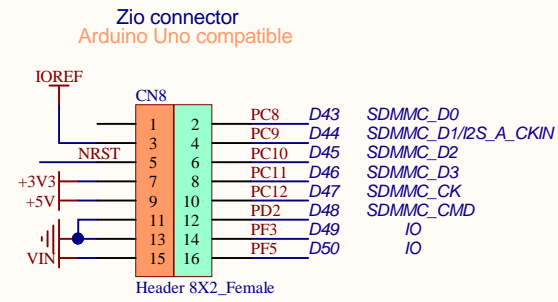 Zio connector
Arduino Uno compatible
IOREF
CN8
1 2 PC8 D43 SDMMC_D0
3 4 PC9 D44 SDMMC_D1/I2S_A_CKIN
NRST 5 6 PC10 D45 SDMMC_D2
+3V3 7 8 PC11 D46 SDMMC_D3
+5V 9 10 PC12 D47 SDMMC_CK
11 12 PD2 D48 SDMMC_CMD
13 14 PF3 D49 IO
VIN 15 16 PF5 D50 IO
Header 8X2_Female